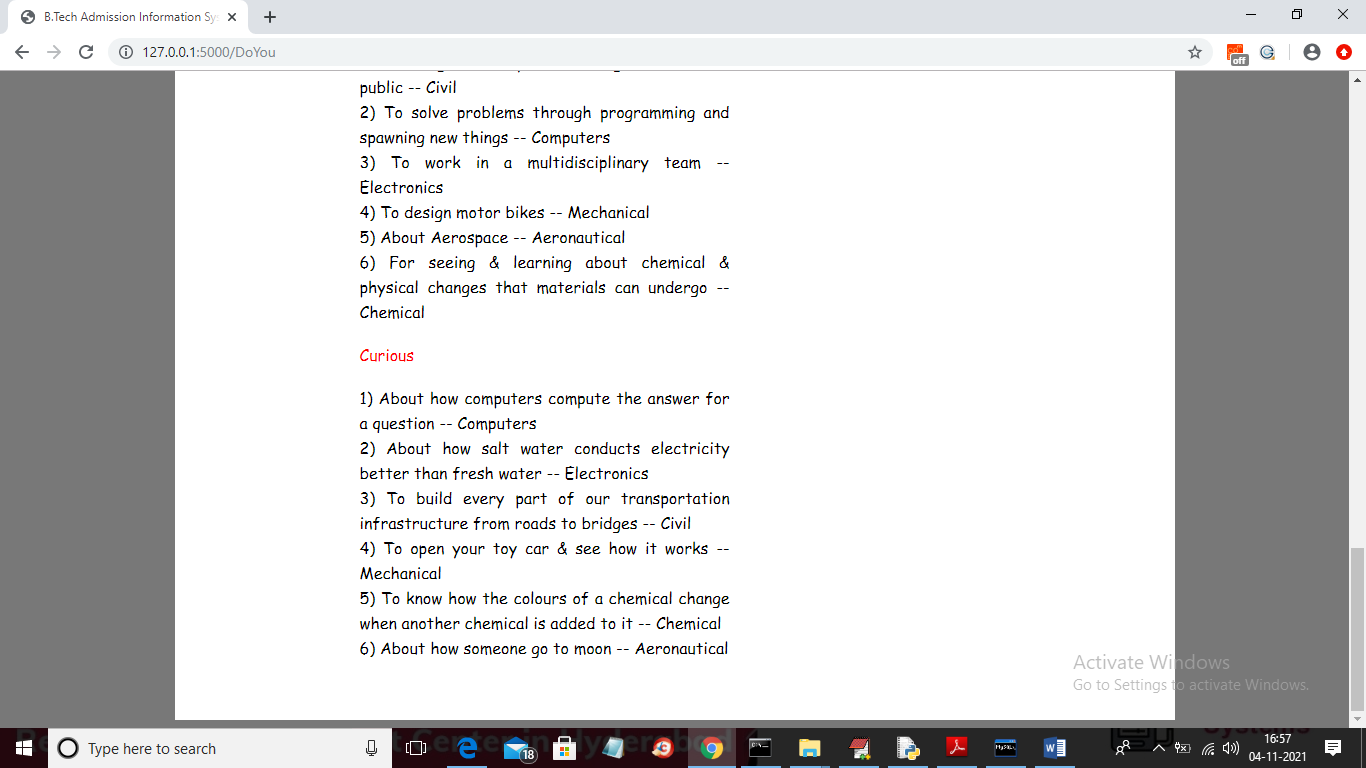 B.Tech Admission Information Sy
127.0.0.1:5000/DoYou
off
public -- Civil
2) To solve problems through programming and
spawning new things -- Computers
3) To work in a multidisciplinary team --
Electronics
4) To design motor bikes -- Mechanical
5) About Aerospace -- Aeronautical
6) For seeing & learning about chemical &
physical changes that materials can undergo --
Chemical
Curious
1) About how computers compute the answer for
a question -- Computers
2) About how salt water conducts electricity
better than fresh water -- Electronics
3) To build every part of our transportation
infrastructure from roads to bridges -- Civil
4) To open your toy car & see how it works --
Mechanical
5) To know how the colours of a chemical change
when another chemical is added to it -- Chemical
6) About how someone go to moon -- Aeronautical
Activate Windows
Go to Settings to activate Windows.
Type here to search
18
MySQL
16:57
04-11-2021